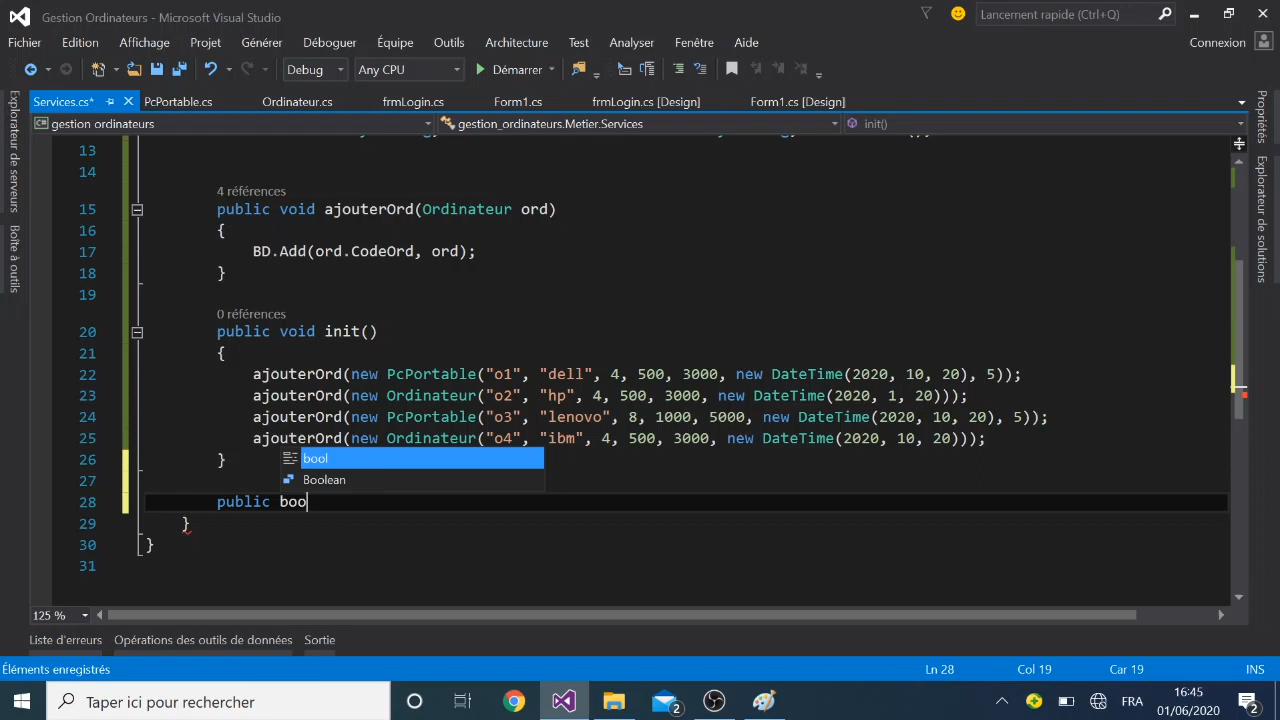 Gestion Ordinateurs - Microsoft Visual Studio
Lancement rapide (Ctrl+Q)
Fichier Edition Affichage Projet Générer Déboguer Équipe Outils Architecture Test Analyser Fenêtre Aide
Connexion
Debug Any CPU Démarrer
Services.cs* PcPortable.cs Ordinateur.cs frmLogin.cs Form1.cs frmLogin.cs [Design] Form1.cs [Design]
gestion ordinateurs gestion_ordinateurs.Metier.Services init()
Explorateur de serveurs
Boîte à outils
Propriétés
Explorateur de solutions
13
14
4 références
15 public void ajouterOrd(Ordinateur ord)
16 {
17 BD.Add(ord.CodeOrd, ord);
18 }
19
0 références
20 public void init()
21 {
22 ajouterOrd(new PcPortable("o1", "dell", 4, 500, 3000, new DateTime(2020, 10, 20), 5));
23 ajouterOrd(new Ordinateur("o2", "hp", 4, 500, 3000, new DateTime(2020, 1, 20)));
24 ajouterOrd(new PcPortable("o3", "lenovo", 8, 1000, 5000, new DateTime(2020, 10, 20), 5));
25 ajouterOrd(new Ordinateur("o4", "ibm", 4, 500, 3000, new DateTime(2020, 10, 20)));
26 }
bool
27
Boolean
28 public boo
29 }
30 }
31
125 %
Liste d'erreurs Opérations des outils de données Sortie
Éléments enregistrés Ln 28 Col 19 Car 19 INS
Taper ici pour rechercher
2
FRA
16:45
01/06/2020
2